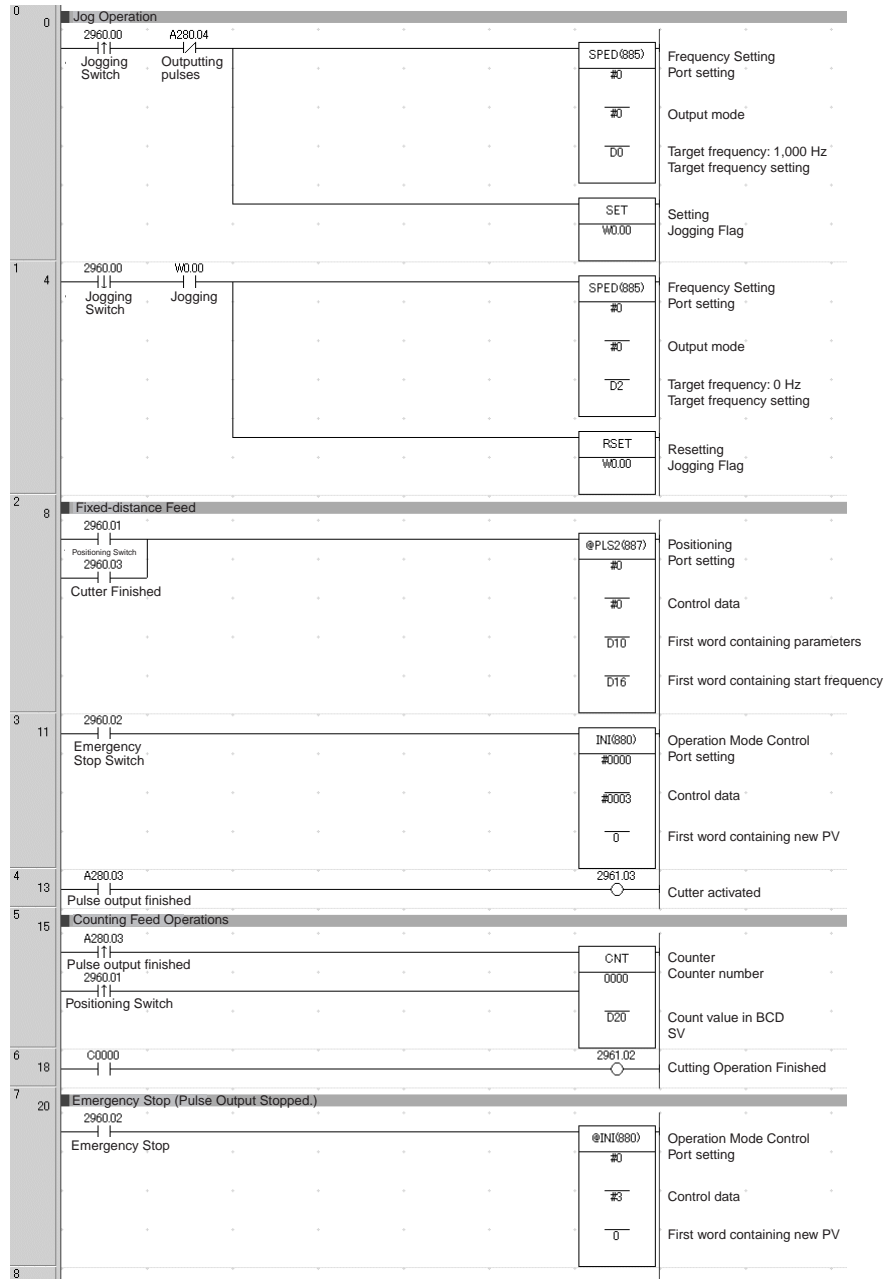 0
0
Jog Operation
2960.00
A280.04
Jogging
Switch
Outputting
pulses
SPED(885)
#0
#0
D0
Frequency Setting
Port setting
Output mode
Target frequency: 1,000 Hz
Target frequency setting
SET
W0.00
Setting
Jogging Flag
1
4
2960.00
W0.00
Jogging
Switch
Jogging
SPED(885)
#0
#0
D2
Frequency Setting
Port setting
Output mode
Target frequency: 0 Hz
Target frequency setting
RSET
W0.00
Resetting
Jogging Flag
2
8
Fixed-distance Feed
2960.01
Positioning Switch
2960.03
Cutter Finished
@PLS2(887)
#0
#0
D10
D16
Positioning
Port setting
Control data
First word containing parameters
First word containing start frequency
3
11
2960.02
Emergency
Stop Switch
INI(880)
#0000
#0003
0
Operation Mode Control
Port setting
Control data
First word containing new PV
4
13
A280.03
Pulse output finished
2961.03
Cutter activated
5
15
Counting Feed Operations
A280.03
Pulse output finished
2960.01
Positioning Switch
CNT
0000
D20
Counter
Counter number
Count value in BCD
SV
6
18
C0000
2961.02
Cutting Operation Finished
7
20
Emergency Stop (Pulse Output Stopped.)
2960.02
Emergency Stop
@INI(880)
#0
#3
0
Operation Mode Control
Port setting
Control data
First word containing new PV
8